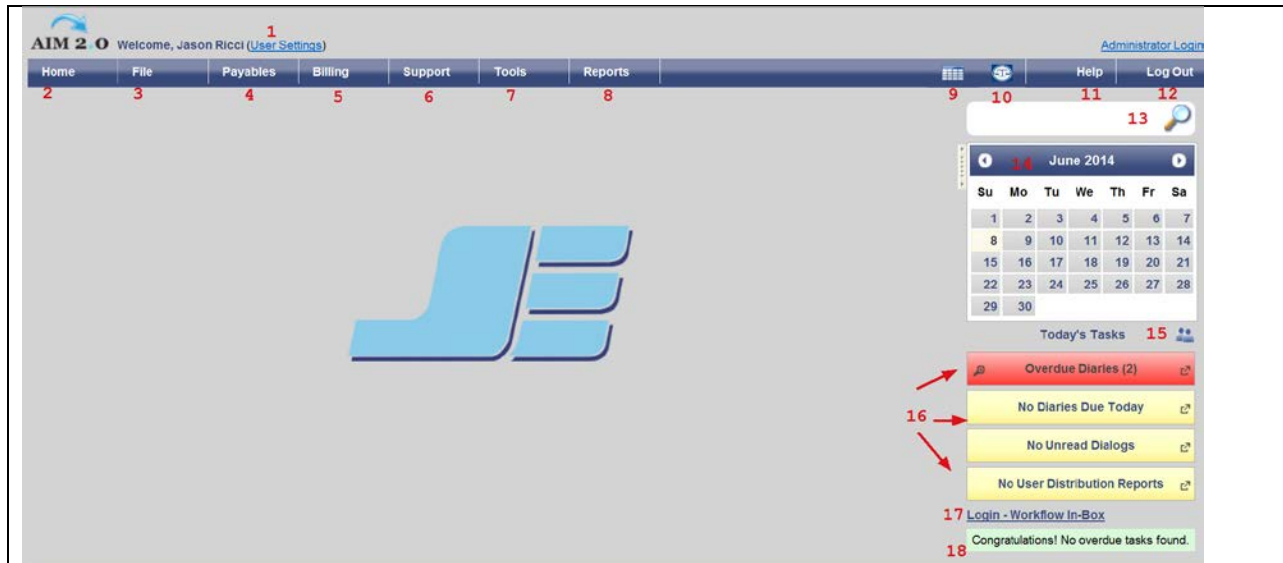 1
AIM 2.0 Welcome, Jason Ricci (User Settings)
Administrator Login
Home File Payables Billing Support Tools Reports Help Log Out
2 3 4 5 6 7 8 9 10 11 12
13
14 June 2014
Su Mo Tu We Th Fr Sa
1 2 3 4 5 6 7
8 9 10 11 12 13 14
15 16 17 18 19 20 21
22 23 24 25 26 27 28
29 30
Today's Tasks 15
Overdue Diaries (2)
16 No Diaries Due Today
No Unread Dialogs
No User Distribution Reports
17 Login - Workflow In-Box
18 Congratulations! No overdue tasks found.